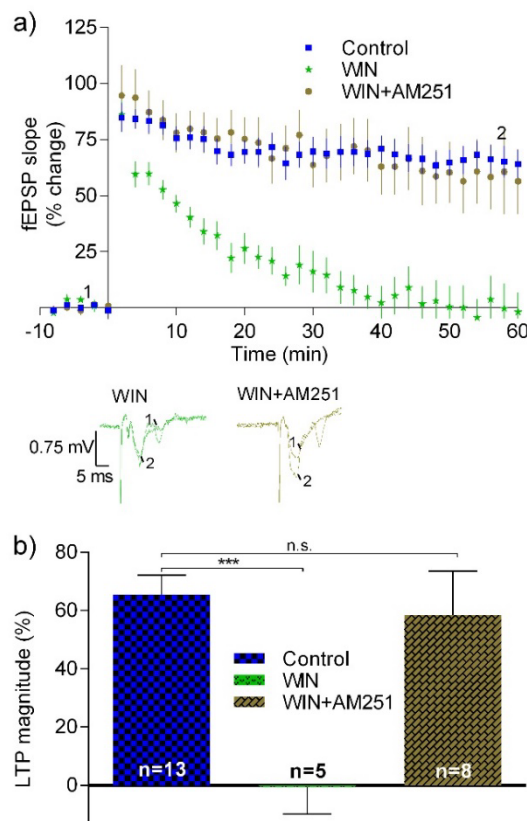 a)
125
100
75
50
25
fEPSP slope
(% change)
Control
WIN
WIN+AM251
1
2
-10
10
20
30
40
50
60
Time (min)
WIN
WIN+AM251
0.75 mV
5 ms
1
2
1
2
b)
80
60
40
20
0
LTP magnitude (%)
n.s.
***
Control
WIN
WIN+AM251
n=13
n=5
n=8